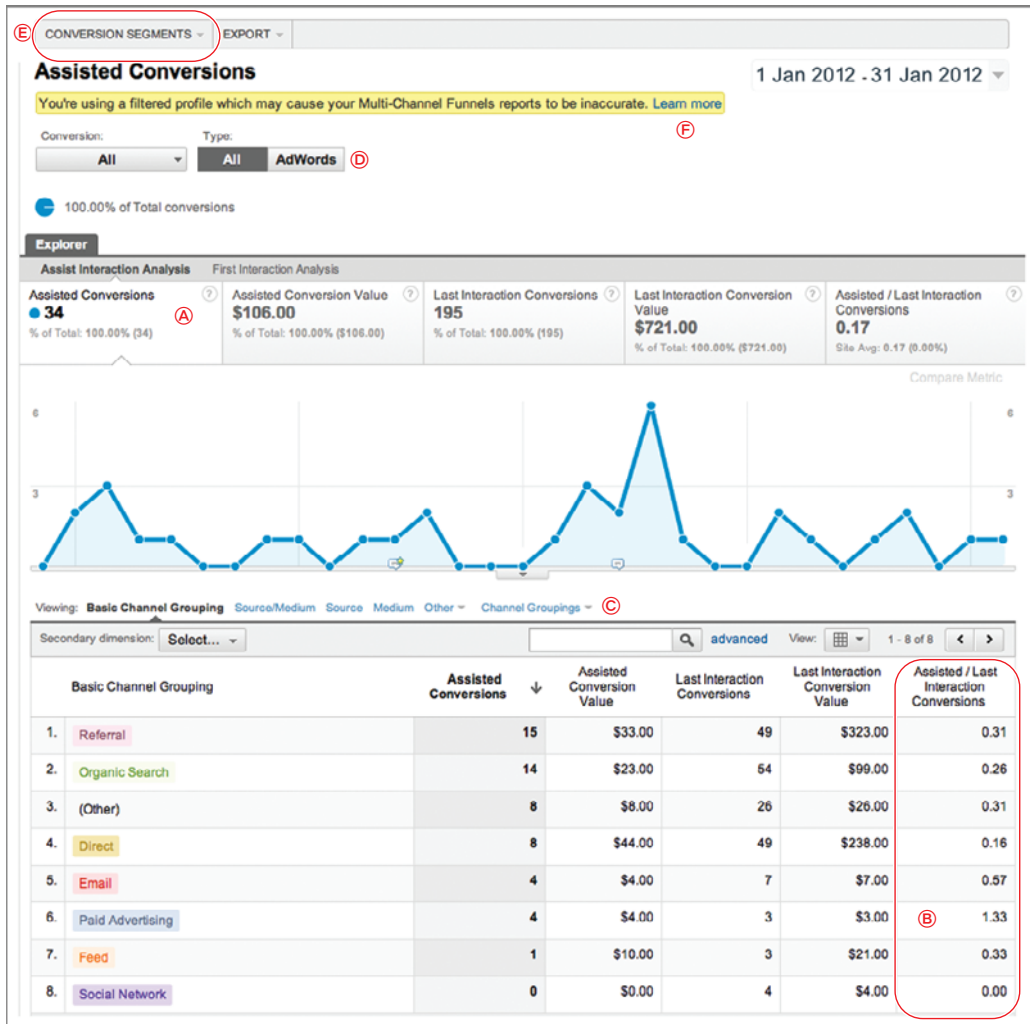 Ⓔ CONVERSION SEGMENTS EXPORT
Assisted Conversions
1 Jan 2012 - 31 Jan 2012
You're using a filtered profile which may cause your Multi-Channel Funnels reports to be inaccurate. Learn more
Ⓕ
Conversion: Type:
All All AdWords Ⓓ
100.00% of Total conversions
Explorer
Assist Interaction Analysis First Interaction Analysis
Assisted Conversions ?
34
% of Total: 100.00% (34)
Ⓐ
Assisted Conversion Value ?
$106.00
% of Total: 100.00% ($106.00)
Last Interaction Conversions ?
195
% of Total: 100.00% (195)
Last Interaction Conversion ?
Value
$721.00
% of Total: 100.00% ($721.00)
Assisted / Last Interaction ?
Conversions
0.17
Site Avg: 0.17 (0.00%)
Compare Metric
6 6
3 3
Viewing: Basic Channel Grouping Source/Medium Source Medium Other Channel Groupings Ⓒ
Secondary dimension: Select... advanced View: 1 - 8 of 8
Basic Channel Grouping
Assisted
Conversions
Assisted
Conversion
Value
Last Interaction
Conversions
Last Interaction
Conversion
Value
Assisted / Last
Interaction
Conversions
1. Referral 15 $33.00 49 $323.00 0.31
2. Organic Search 14 $23.00 54 $99.00 0.26
3. (Other) 8 $8.00 26 $26.00 0.31
4. Direct 8 $44.00 49 $238.00 0.16
5. Email 4 $4.00 7 $7.00 0.57
6. Paid Advertising 4 $4.00 3 $3.00 Ⓑ 1.33
7. Feed 1 $10.00 3 $21.00 0.33
8. Social Network 0 $0.00 4 $4.00 0.00